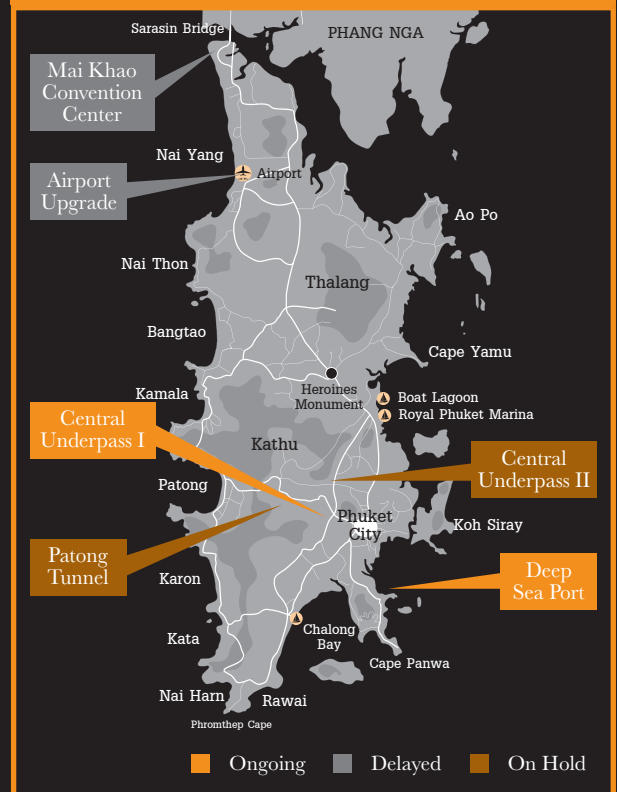 Sarasin Bridge
PHANG NGA
Mai Khao
Convention
Center
Nai Yang
Airport
Airport
Upgrade
Ao Po
Nai Thon
Thalang
Bangtao
Cape Yamu
Heroines
Monument
Kamala
Boat Lagoon
Royal Phuket Marina
Central
Underpass I
Kathu
Central
Underpass II
Patong
Phuket
City
Koh Siray
Patong
Tunnel
Karon
Deep
Sea Port
Chalong
Bay
Kata
Cape Panwa
Nai Harn
Rawai
Phromthep Cape
Ongoing
Delayed
On Hold